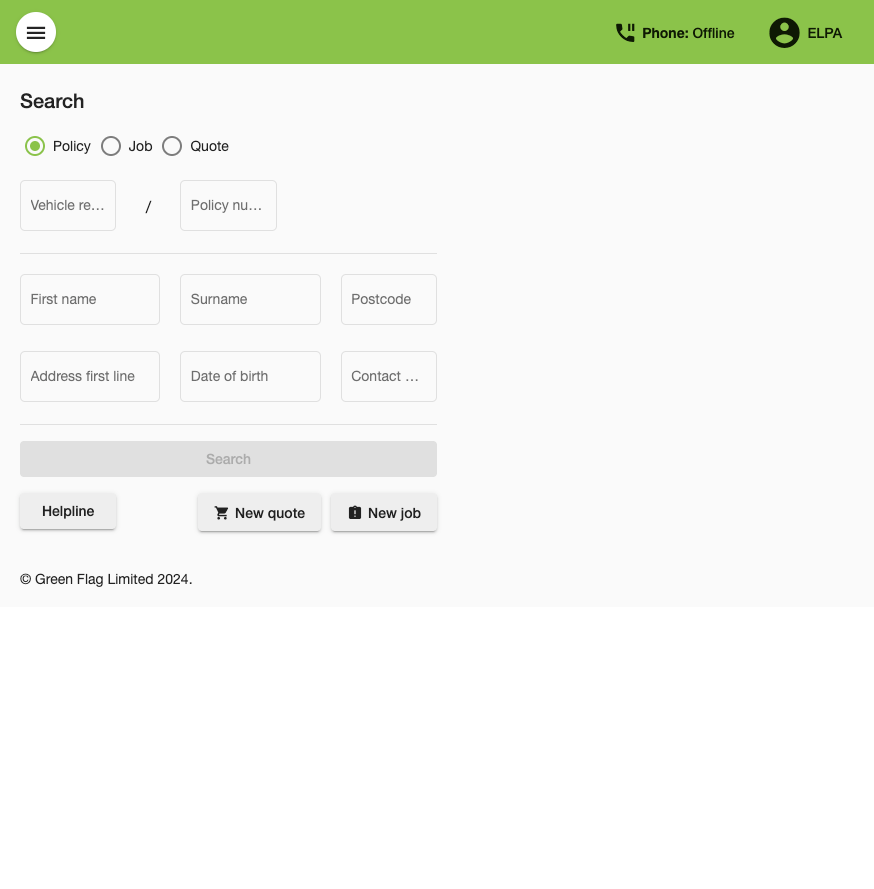 Phone: Offline
ELPA
Search
Policy
Job
Quote
Vehicle re...
/
Policy nu...
First name
Surname
Postcode
Address first line
Date of birth
Contact ...
Search
Helpline
New quote
New job
© Green Flag Limited 2024.